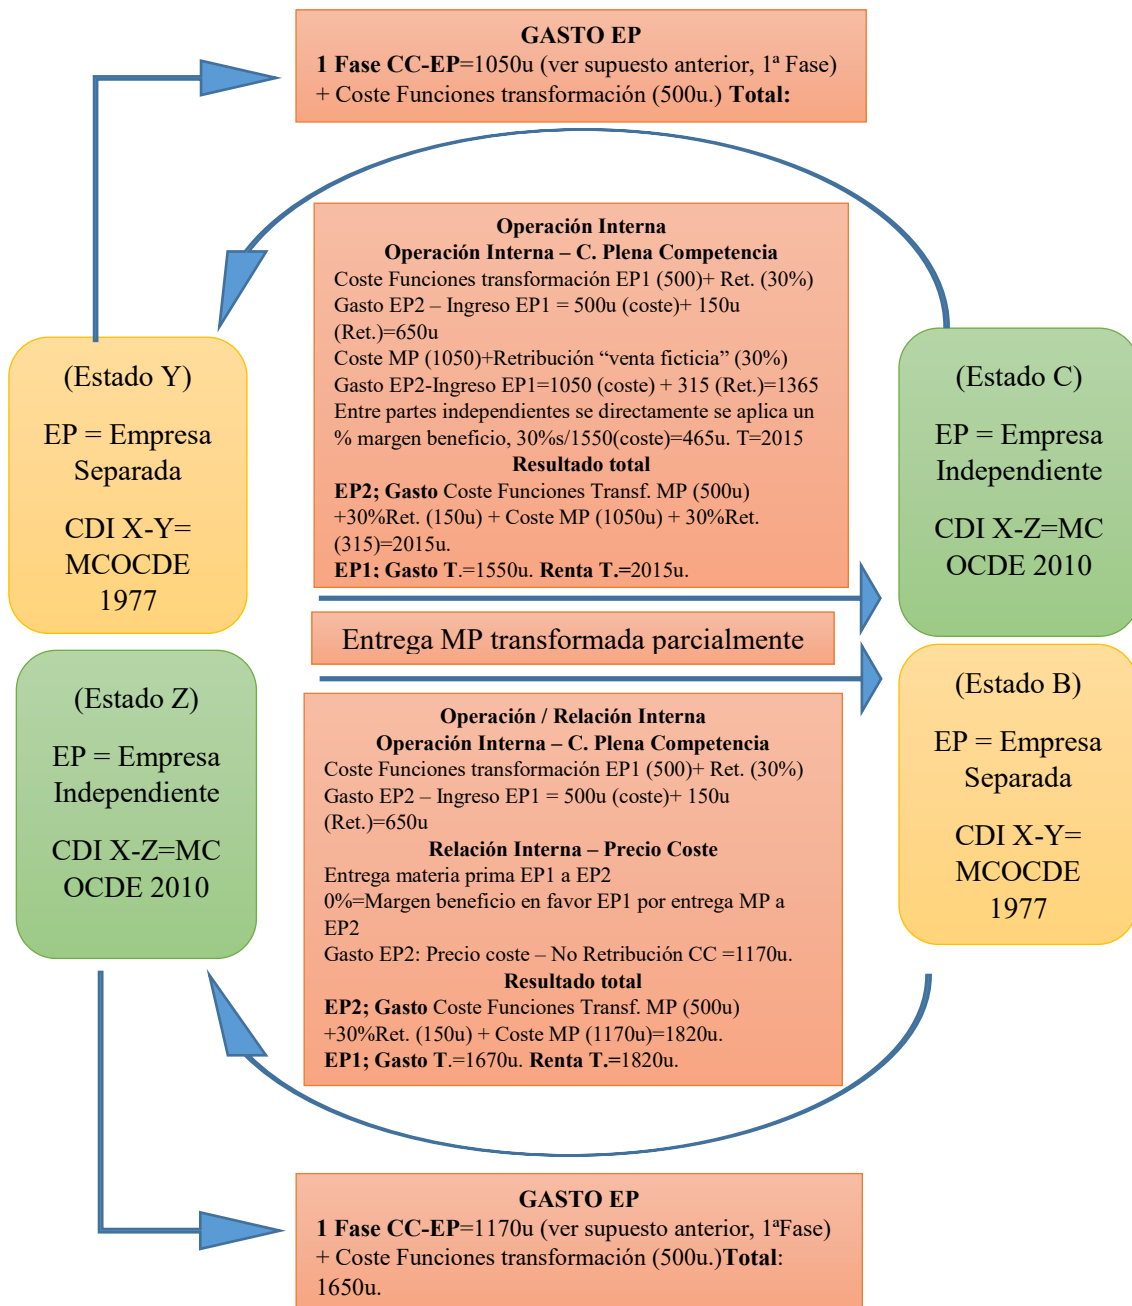 GASTO EP
1 Fase CC-EP=1050u (ver supuesto anterior, 1ª Fase)
+ Coste Funciones transformación (500u.) Total:
Operación Interna
Operación Interna – C. Plena Competencia
Coste Funciones transformación EP1 (500)+ Ret. (30%)
Gasto EP2 – Ingreso EP1 = 500u (coste)+ 150u
(Ret.)=650u
Coste MP (1050)+Retribución “venta ficticia” (30%)
Gasto EP2-Ingreso EP1=1050 (coste) + 315 (Ret.)=1365
Entre partes independientes se directamente se aplica un
% margen beneficio, 30%s/1550(coste)=465u. T=2015
Resultado total
EP2; Gasto Coste Funciones Transf. MP (500u)
+30%Ret. (150u) + Coste MP (1050u) + 30%Ret.
(315)=2015u.
EP1; Gasto T.=1550u. Renta T.=2015u.
(Estado Y)
EP = Empresa
Separada
CDI X-Y=
MCOCDE
1977
(Estado C)
EP = Empresa
Independiente
CDI X-Z=MC
OCDE 2010
Entrega MP transformada parcialmente
(Estado Z)
EP = Empresa
Independiente
CDI X-Z=MC
OCDE 2010
(Estado B)
EP = Empresa
Separada
CDI X-Y=
MCOCDE
1977
Operación / Relación Interna
Operación Interna – C. Plena Competencia
Coste Funciones transformación EP1 (500)+ Ret. (30%)
Gasto EP2 – Ingreso EP1 = 500u (coste)+ 150u
(Ret.)=650u
Relación Interna – Precio Coste
Entrega materia prima EP1 a EP2
0%=Margen beneficio en favor EP1 por entrega MP a
EP2
Gasto EP2: Precio coste – No Retribución CC =1170u.
Resultado total
EP2; Gasto Coste Funciones Transf. MP (500u)
+30%Ret. (150u) + Coste MP (1170u)=1820u.
EP1; Gasto T.=1670u. Renta T.=1820u.
GASTO EP
1 Fase CC-EP=1170u (ver supuesto anterior, 1ªFase)
+ Coste Funciones transformación (500u.)Total:
1650u.